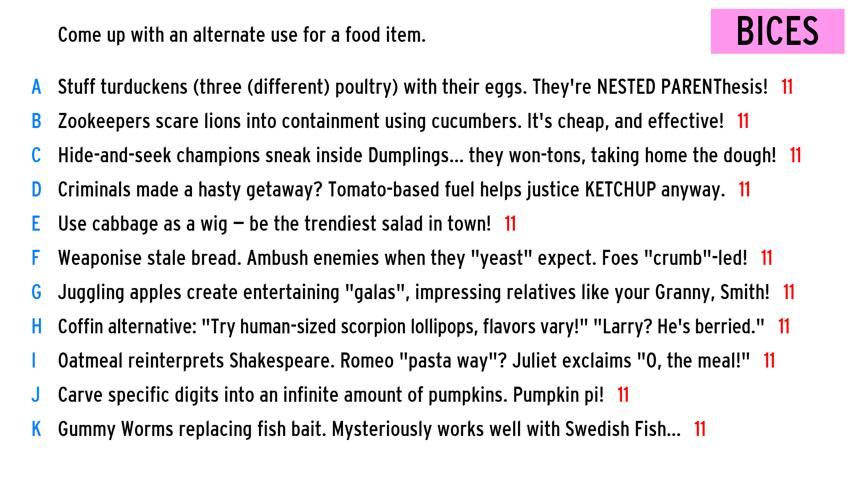 Come up with an alternate use for a food item.
BICES
A Stuff turduckens (three (different) poultry) with their eggs. They're NESTED PARENThesis! 11
B Zookeepers scare lions into containment using cucumbers. It's cheap, and effective! 11
C Hide-and-seek champions sneak inside Dumplings... they won-tons, taking home the dough! 11
D Criminals made a hasty getaway? Tomato-based fuel helps justice KETCHUP anyway. 11
E Use cabbage as a wig – be the trendiest salad in town! 11
F Weaponise stale bread. Ambush enemies when they "yeast" expect. Foes "crumb"-led! 11
G Juggling apples create entertaining "galas", impressing relatives like your Granny, Smith! 11
H Coffin alternative: "Try human-sized scorpion lollipops, flavors vary!" "Larry? He's berried." 11
I Oatmeal reinterprets Shakespeare. Romeo "pasta way"? Juliet exclaims "O, the meal!" 11
J Carve specific digits into an infinite amount of pumpkins. Pumpkin pi! 11
K Gummy Worms replacing fish bait. Mysteriously works well with Swedish Fish... 11